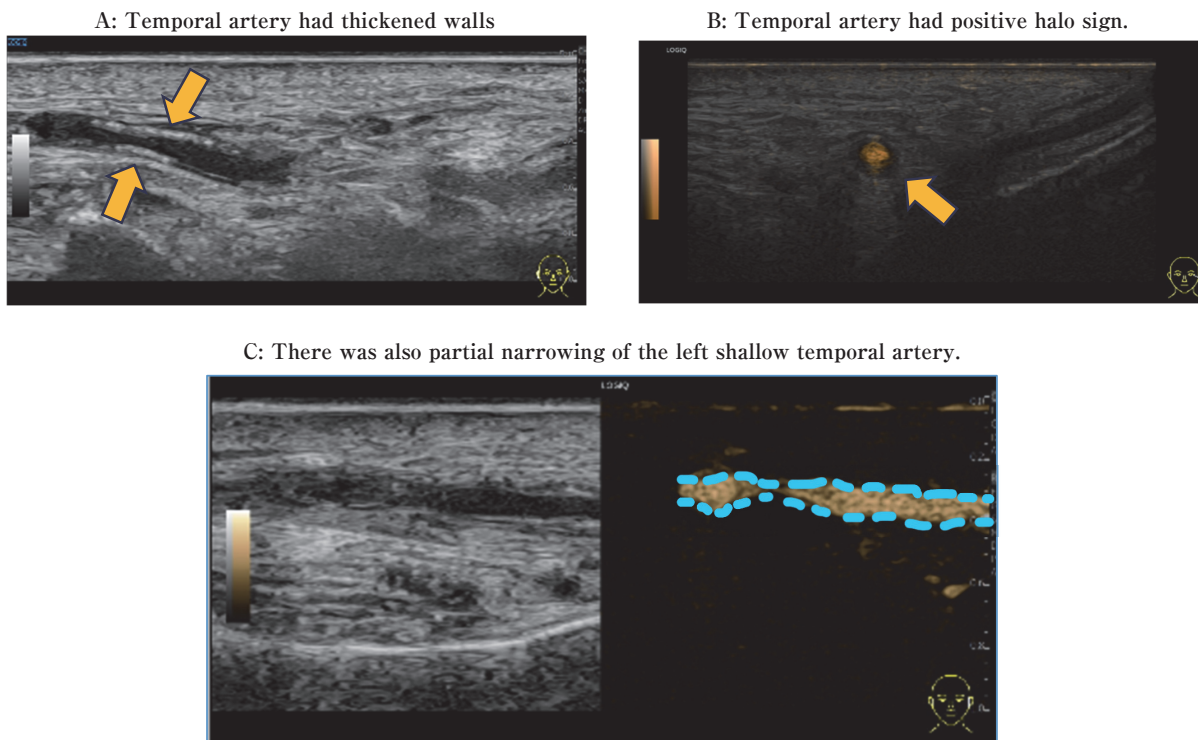 A: Temporal artery had thickened walls
B: Temporal artery had positive halo sign.
LOGIQ
C: There was also partial narrowing of the left shallow temporal artery.
LOGIQ